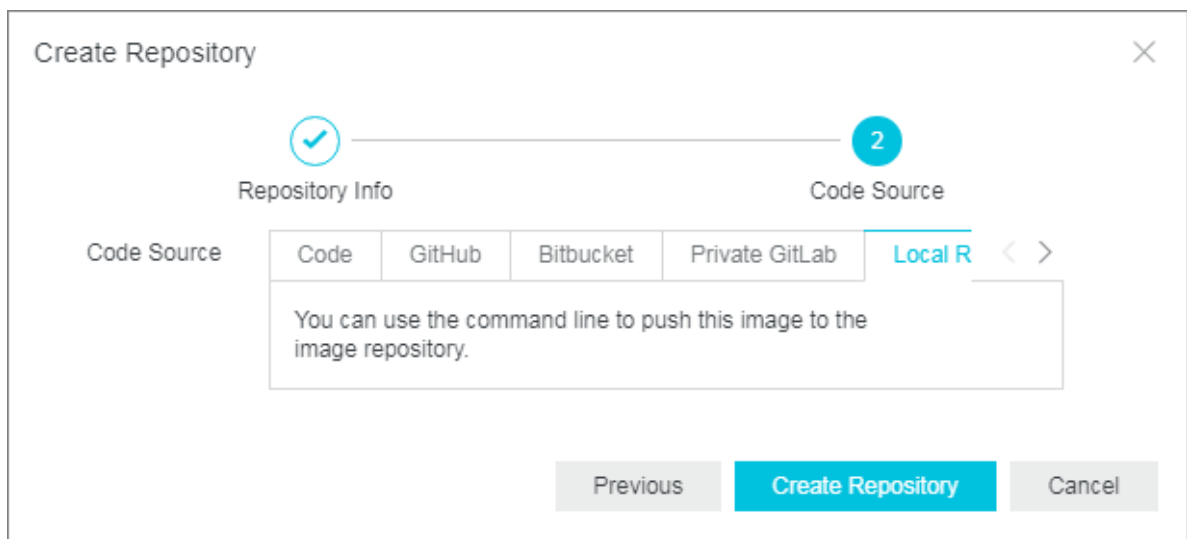 Create Repository
2
Repository Info
Code Source
Code Source
Code
GitHub
Bitbucket
Private GitLab
Local R
You can use the command line to push this image to the
image repository.
Previous
Create Repository
Cancel